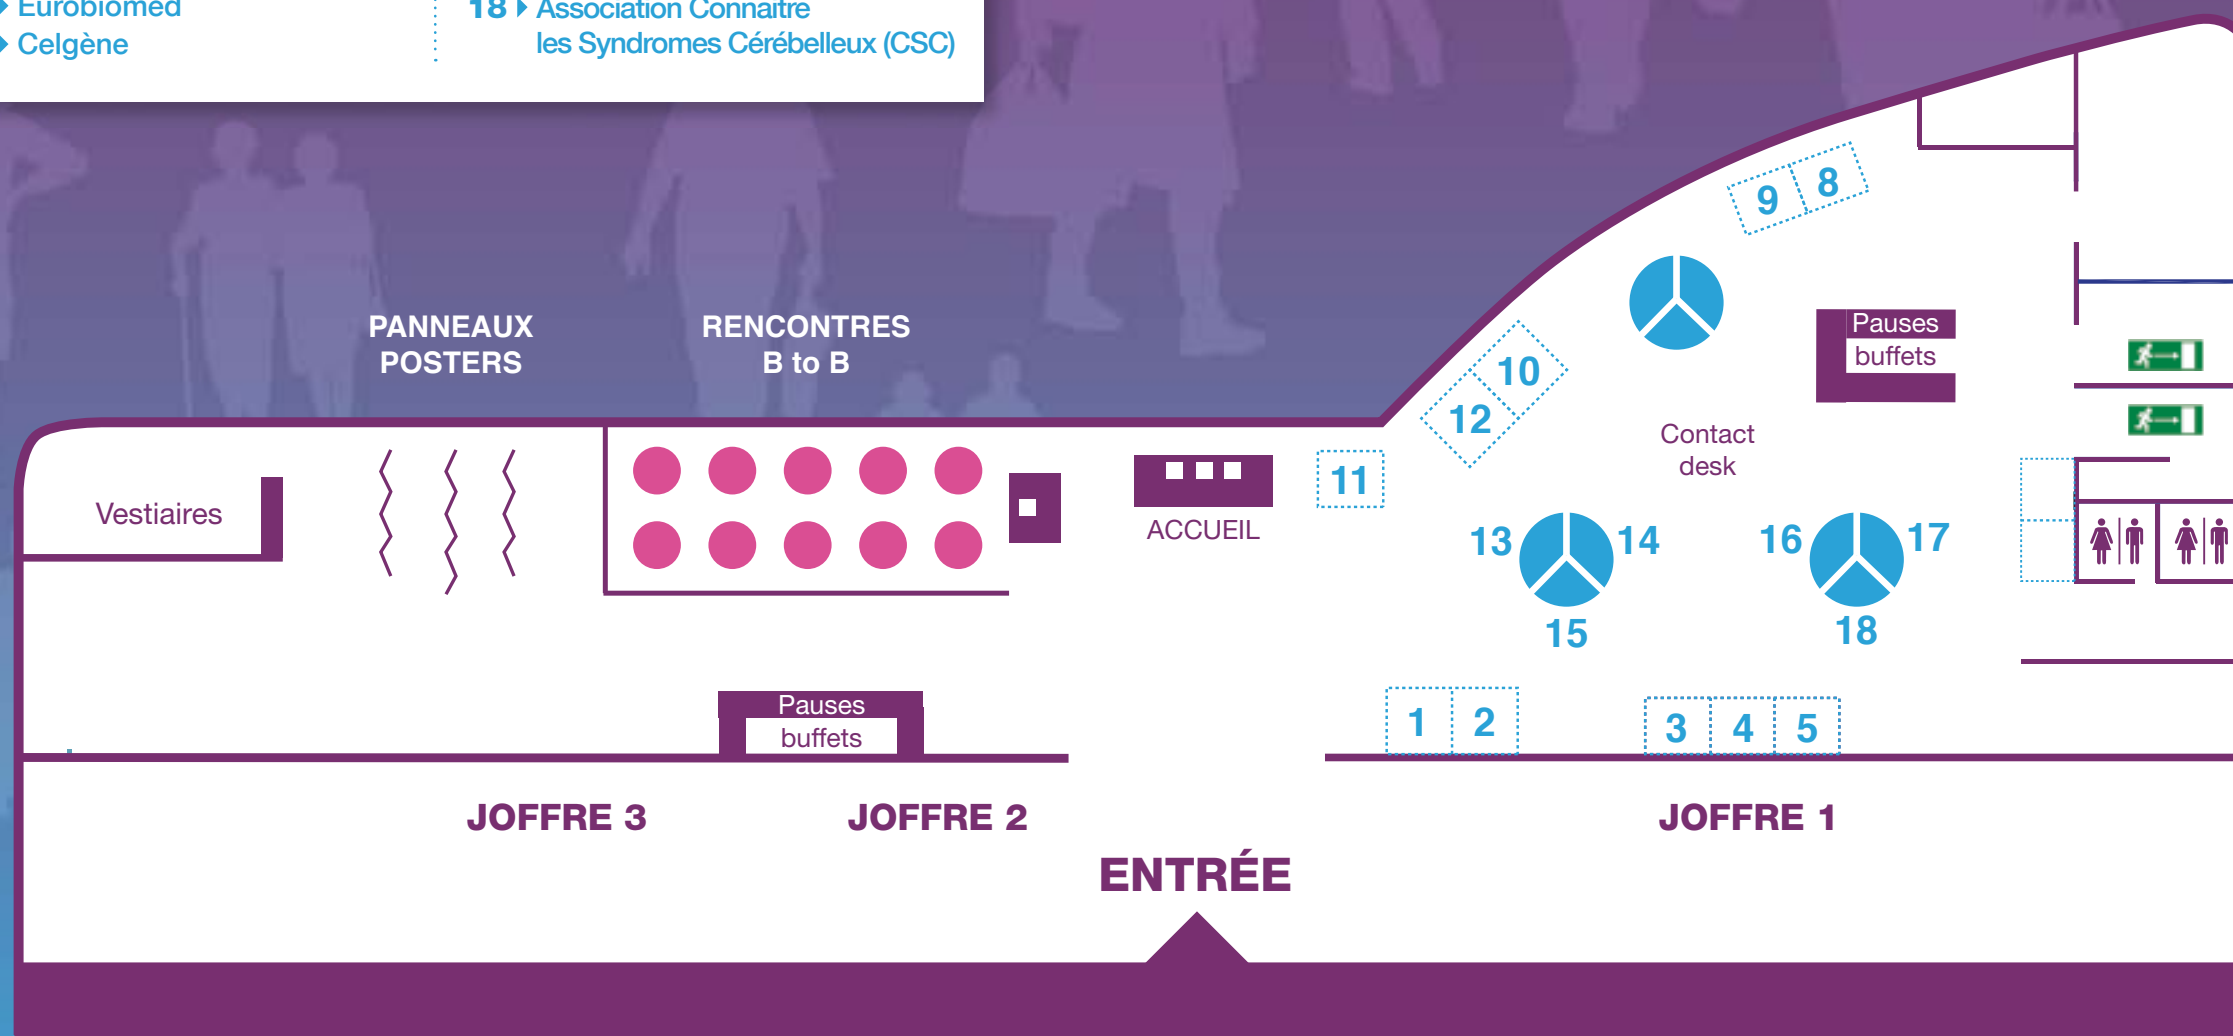 Eurobiomed
Celgène
18 Association Connaitre
les Syndromes Cérébelleux (CSC)
PANNEAUX
POSTERS
RENCONTRES
B to B
9
8
10
12
11
Pauses
buffets
Contact
desk
Vestiaires
ACCUEIL
13
14
15
16
17
18
Pauses
buffets
1
2
3
4
5
JOFFRE 3
JOFFRE 2
JOFFRE 1
ENTRÉE